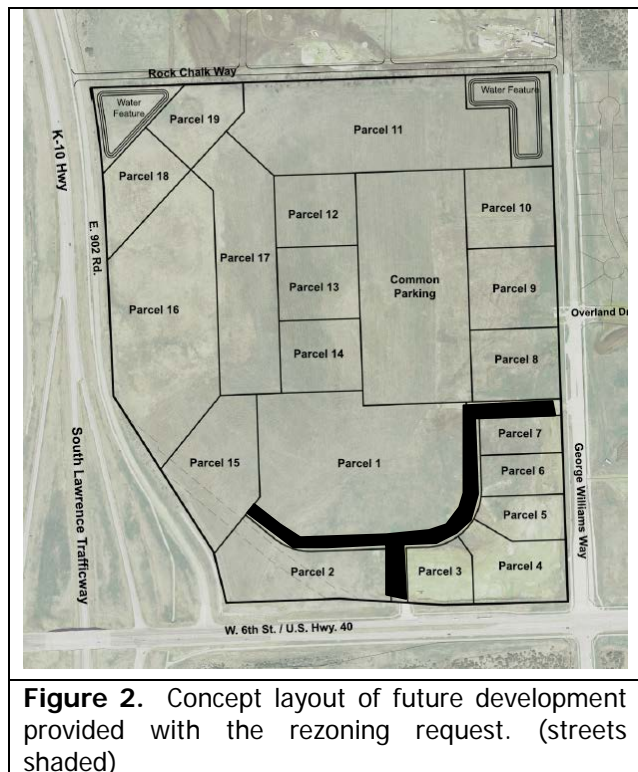 Rock Chalk Way
Water
Feature
Parcel 19
Water Feature
Parcel 11
K-10 Hwy
Parcel 18
E. 902 Rd.
Parcel 12
Parcel 10
Parcel 17
Common
Parking
Parcel 13
Parcel 9
Parcel 16
Overland Dr
Parcel 14
Parcel 8
Parcel 7
Parcel 15
Parcel 1
Parcel 6
South Lawrence Trafficway
George Williams Way
Parcel 5
Parcel 2
Parcel 3
Parcel 4
W. 6th St. / U.S. Hwy. 40
Figure 2. Concept layout of future development
provided with the rezoning request. (streets
shaded)